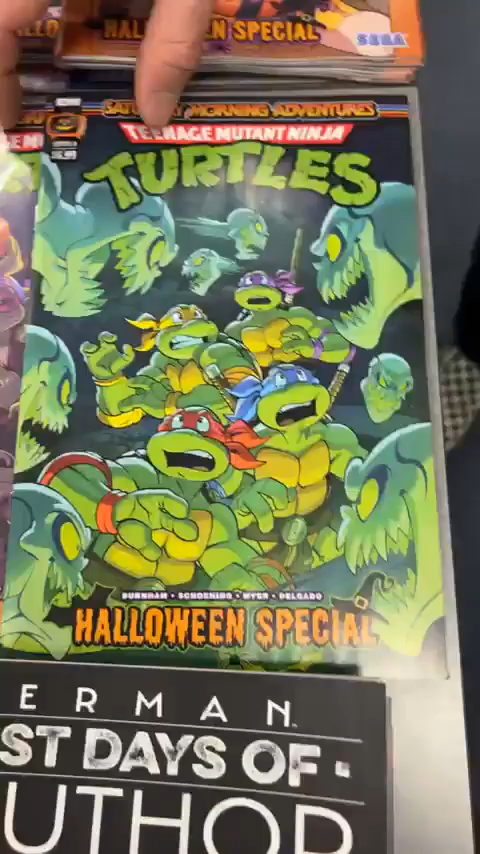 HALLOWEEN SPECIAL
SEGA
SATURDAY MORNING ADVENTURES
TEENAGE MUTANT NINJA
TURTLES
BURNHAM • SCHOENING • MYER • DELGADO
HALLOWEEN SPECIAL
ERMAN
ST DAYS OF
UTHOR